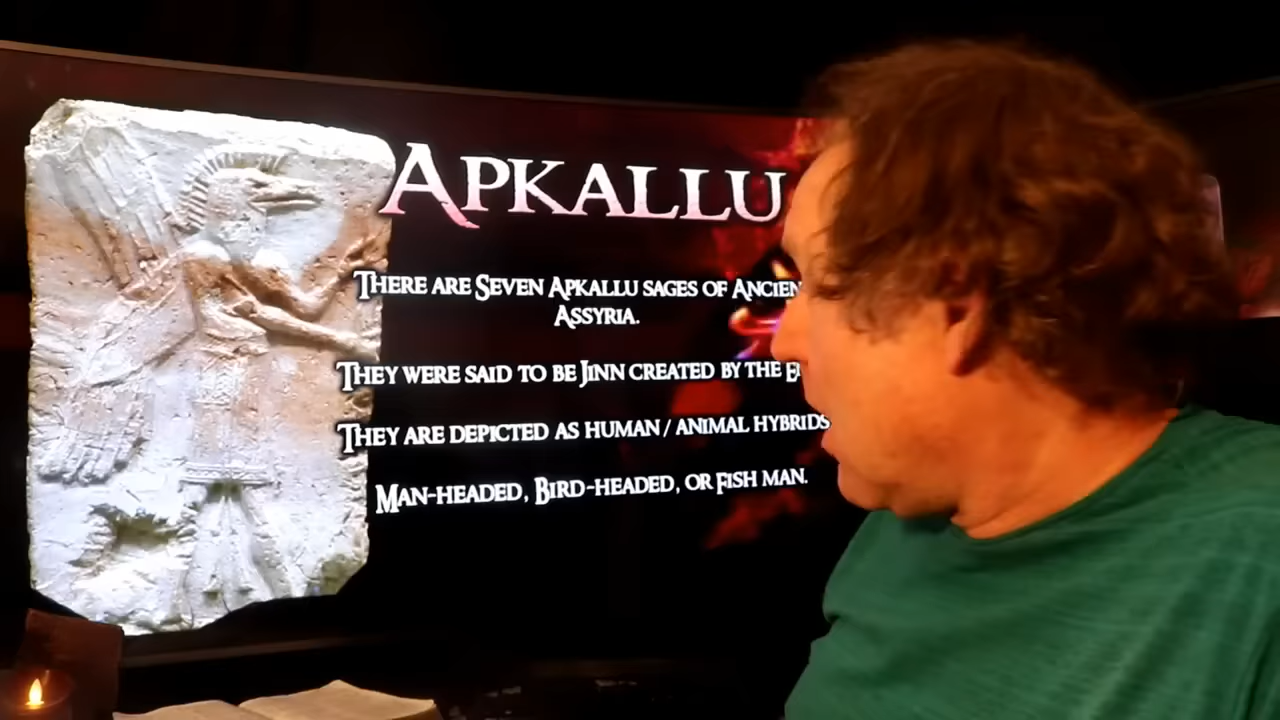 Apkallu
There are Seven Apkallu sages of
Assyria.
They were said to be Jinn created by the
They are depicted as human / animal hybrids
Man-headed, Bird-headed, or Fish man.